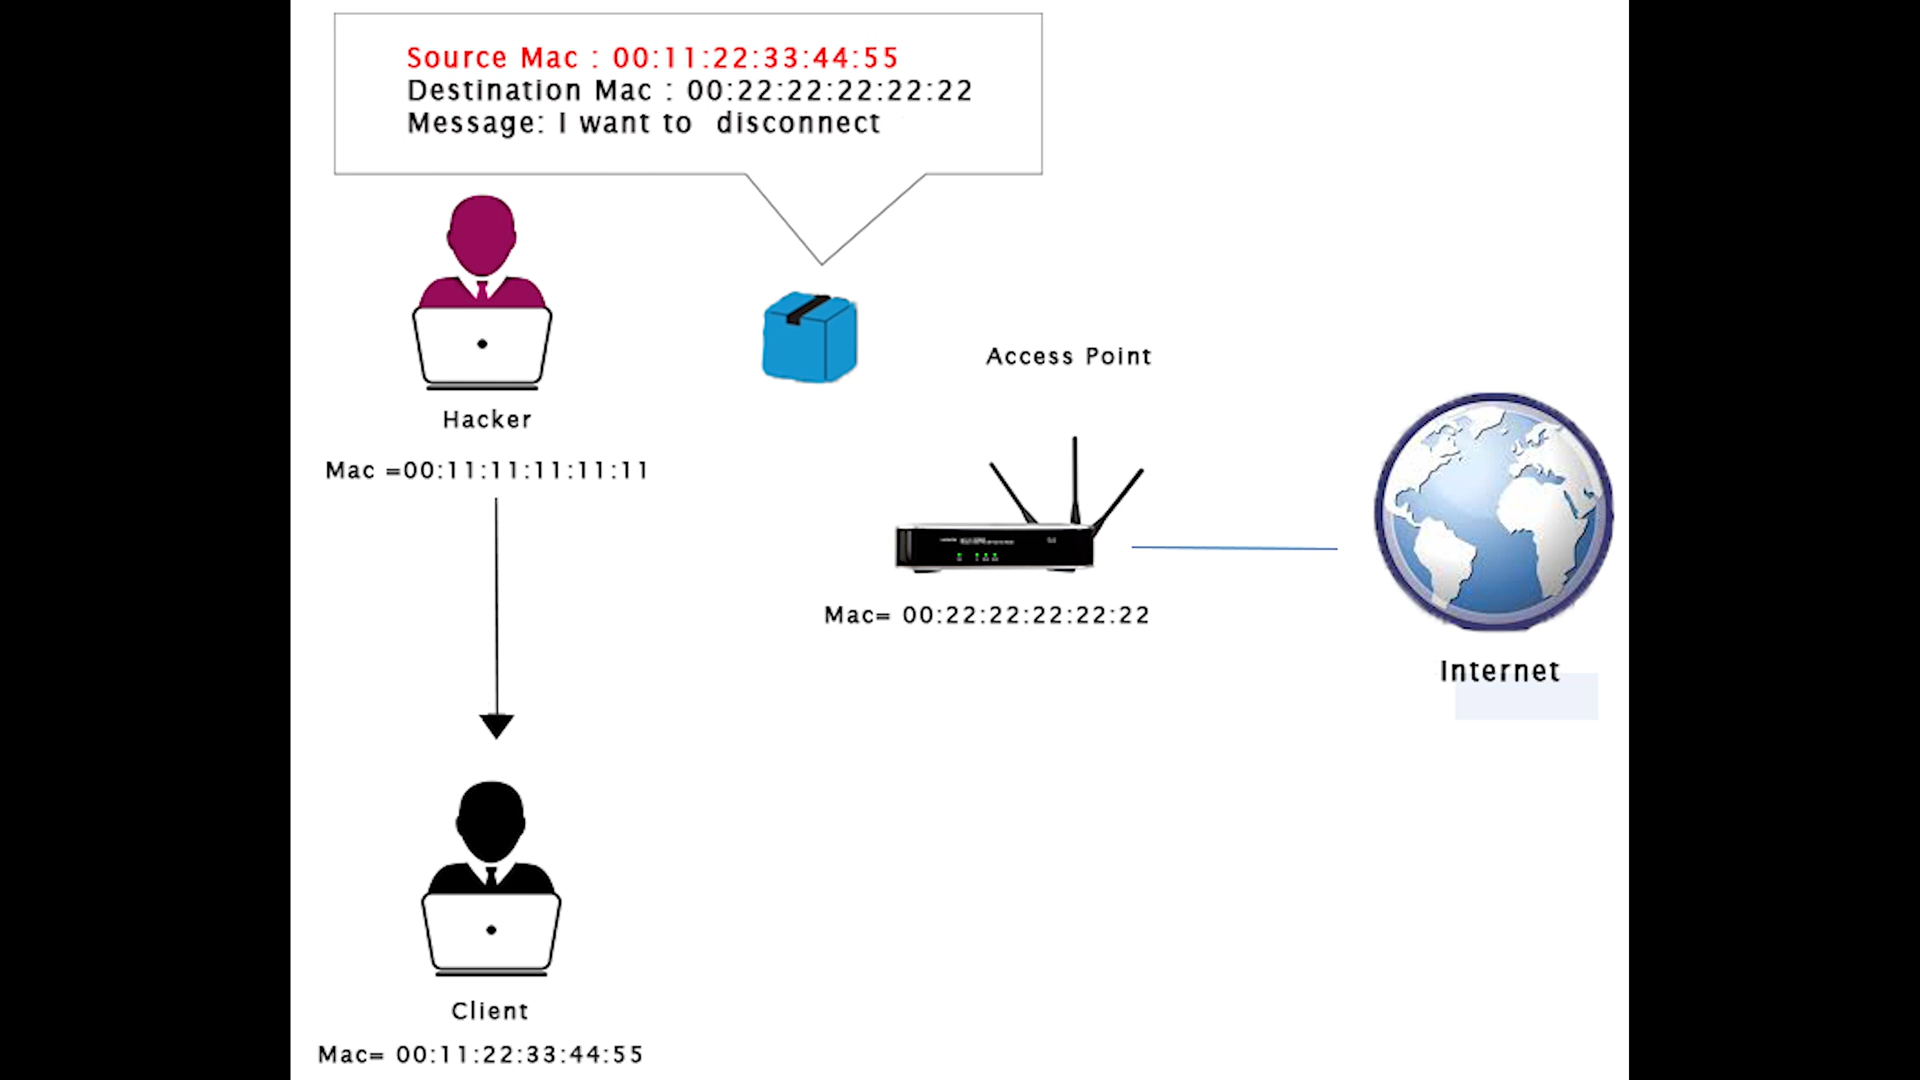 Source Mac : 00:11:22:33:44:55
Destination Mac : 00:22:22:22:22:22
Message: I want to disconnect
Hacker
Mac =00:11:11:11:11:11
Access Point
Mac= 00:22:22:22:22:22
Internet
Client
Mac= 00:11:22:33:44:55